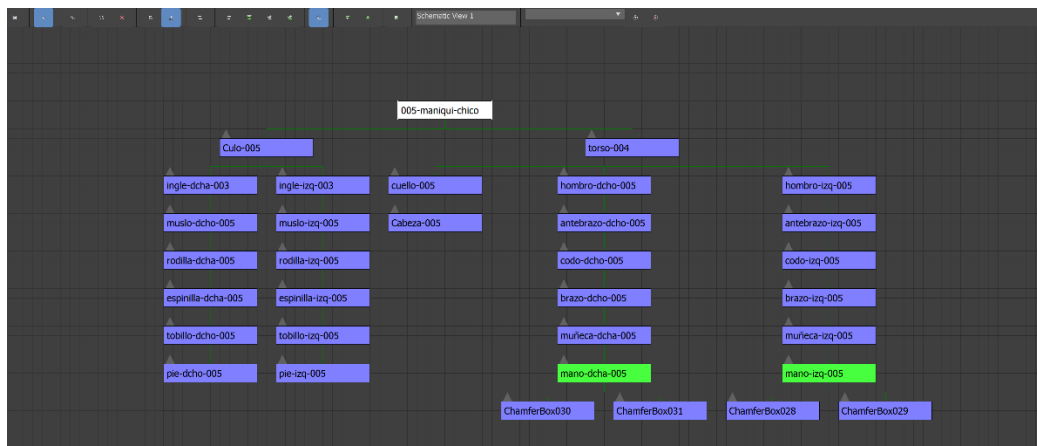 Schematic View 1
005-maniqui-chico
Culo-005
torso-004
ingle-dcha-003
ingle-izq-003
cuello-005
hombro-dcho-005
hombro-izq-005
muslo-dcho-005
muslo-izq-005
Cabeza-005
antebrazo-dcho-005
antebrazo-izq-005
rodilla-dcha-005
rodilla-izq-005
codo-dcho-005
codo-izq-005
espinilla-dcha-005
espinilla-izq-005
brazo-dcho-005
brazo-izq-005
tobillo-dcho-005
tobillo-izq-005
muñeca-dcha-005
muñeca-izq-005
pie-dcho-005
pie-izq-005
mano-dcha-005
mano-izq-005
ChamferBox030
ChamferBox031
ChamferBox028
ChamferBox029